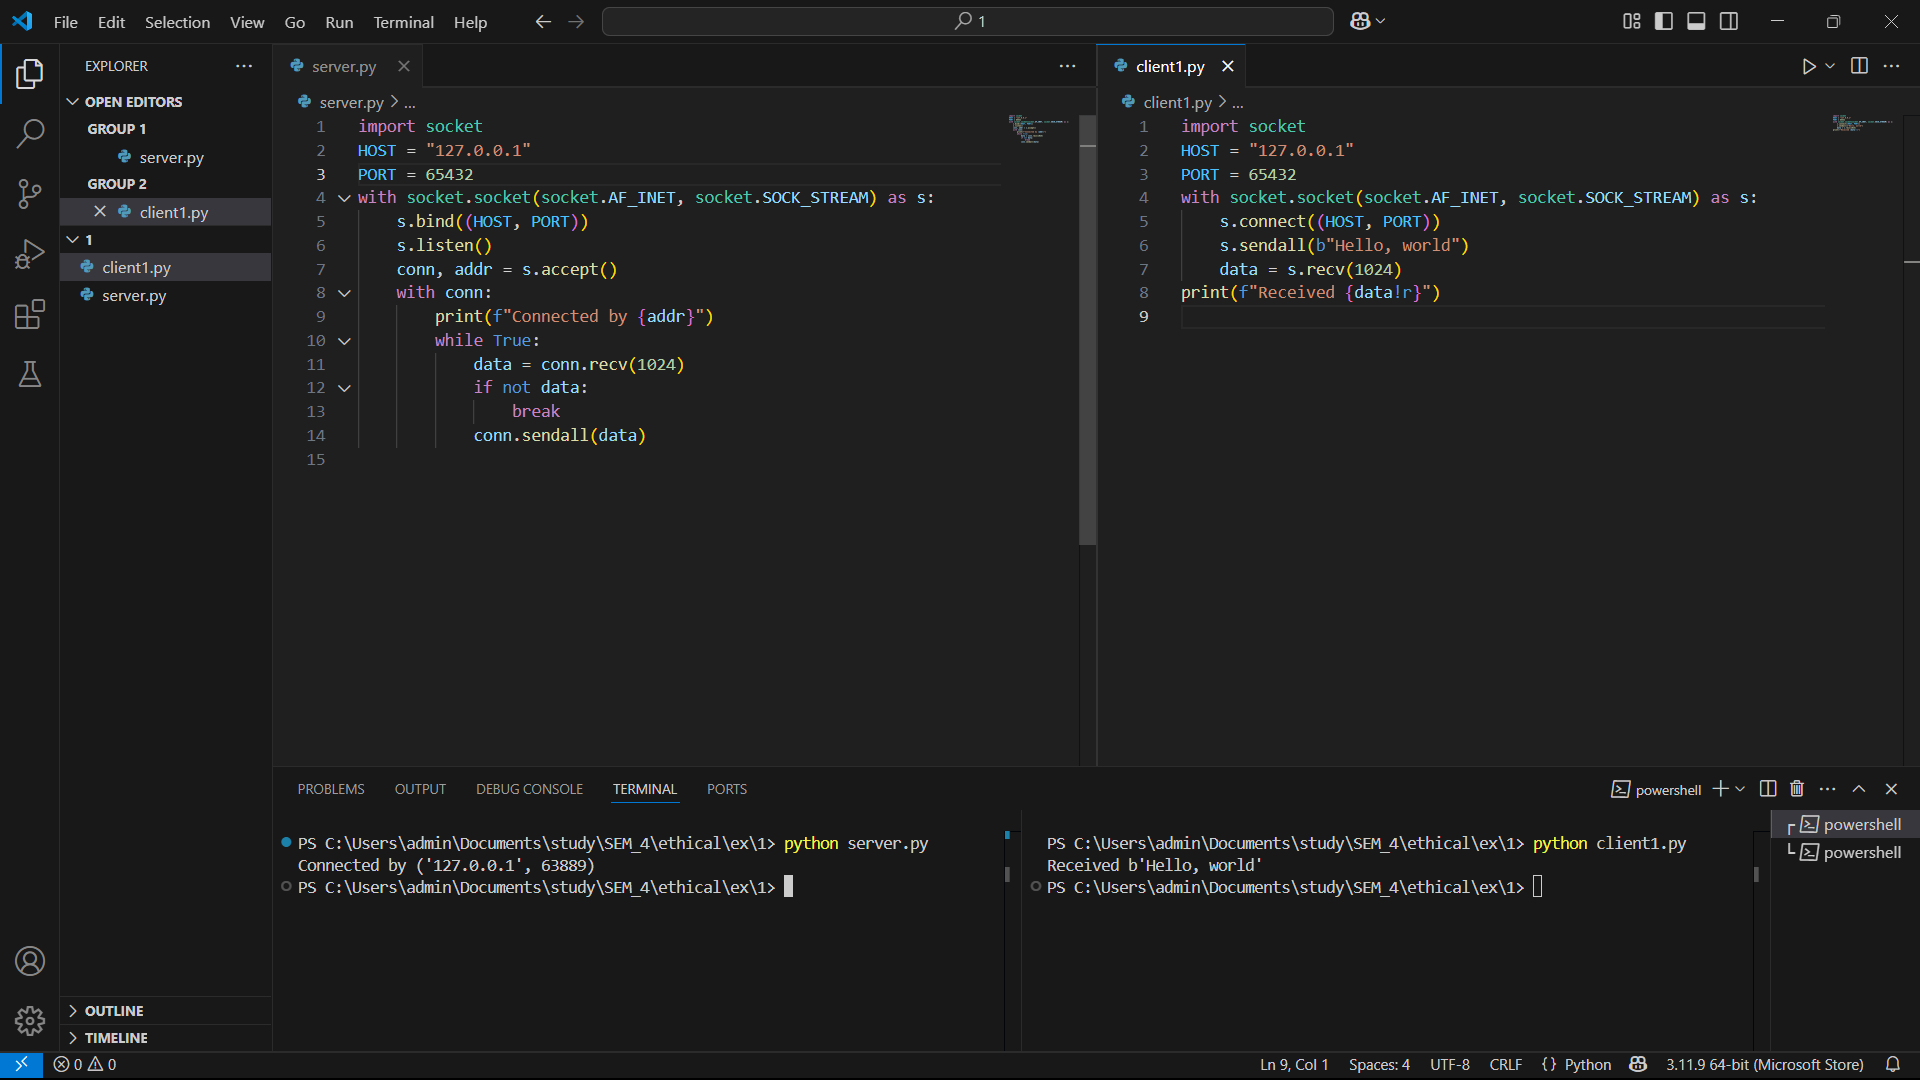 File Edit Selection View Go Run Terminal Help
1
EXPLORER
OPEN EDITORS
GROUP 1
server.py
GROUP 2
client1.py
1
client1.py
server.py
OUTLINE
TIMELINE
server.py
server.py > ...
1 import socket
2 HOST = "127.0.0.1"
3 PORT = 65432
4 with socket.socket(socket.AF_INET, socket.SOCK_STREAM) as s:
5     s.bind((HOST, PORT))
6     s.listen()
7     conn, addr = s.accept()
8     with conn:
9         print(f"Connected by {addr}")
10         while True:
11             data = conn.recv(1024)
12             if not data:
13                 break
14             conn.sendall(data)
15
client1.py
client1.py > ...
1 import socket
2 HOST = "127.0.0.1"
3 PORT = 65432
4 with socket.socket(socket.AF_INET, socket.SOCK_STREAM) as s:
5     s.connect((HOST, PORT))
6     s.sendall(b"Hello, world")
7     data = s.recv(1024)
8 print(f"Received {data!r}")
9
PROBLEMS OUTPUT DEBUG CONSOLE TERMINAL PORTS
powershell
PS C:\Users\admin\Documents\study\SEM_4\ethical\ex\1> python server.py
Connected by ('127.0.0.1', 63889)
PS C:\Users\admin\Documents\study\SEM_4\ethical\ex\1>
PS C:\Users\admin\Documents\study\SEM_4\ethical\ex\1> python client1.py
Received b'Hello, world'
PS C:\Users\admin\Documents\study\SEM_4\ethical\ex\1>
powershell
powershell
0 0
Ln 9, Col 1 Spaces: 4 UTF-8 CRLF {} Python 3.11.9 64-bit (Microsoft Store)